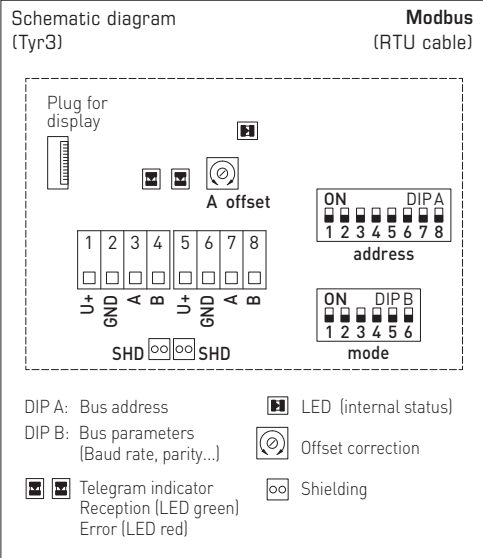 Schematic diagram
(Tyr3)
Modbus
(RTU cable)
Plug for
display
A offset
ON DIP A
1 2 3 4 5 6 7 8
address
1 2 3 4 5 6 7 8
U+ GND A B U+ GND A B
ON DIP B
1 2 3 4 5 6
mode
SHD SHD
DIP A: Bus address
DIP B: Bus parameters
(Baud rate, parity...)
Telegram indicator
Reception (LED green)
Error (LED red)
LED (internal status)
Offset correction
Shielding